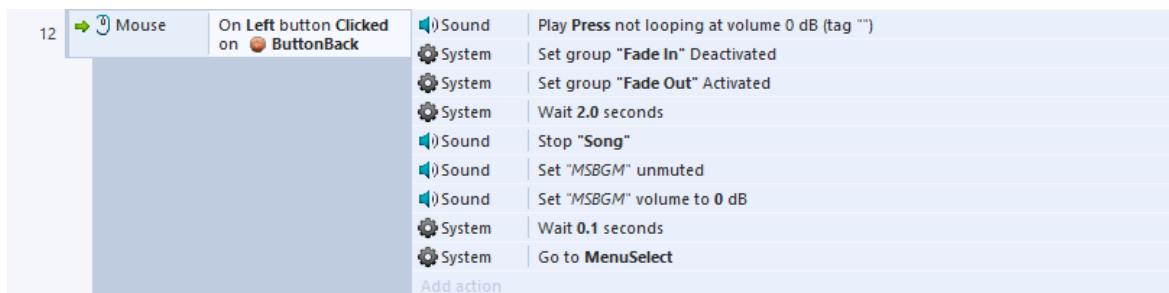 12 Mouse On Left button Clicked Sound Play Press not looping at volume 0 dB (tag "")
on ButtonBack
System Set group "Fade In" Deactivated
System Set group "Fade Out" Activated
System Wait 2.0 seconds
Sound Stop "Song"
Sound Set "MSBGM" unmuted
Sound Set "MSBGM" volume to 0 dB
System Wait 0.1 seconds
System Go to MenuSelect
Add action